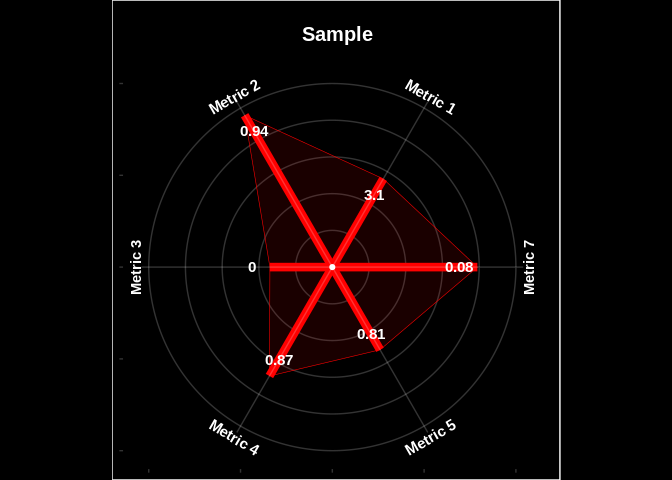 Sample
Metric 2
Metric 1
0.94
3.1
Metric 3
0
0.08
Metric 7
0.81
0.87
Metric 4
Metric 5